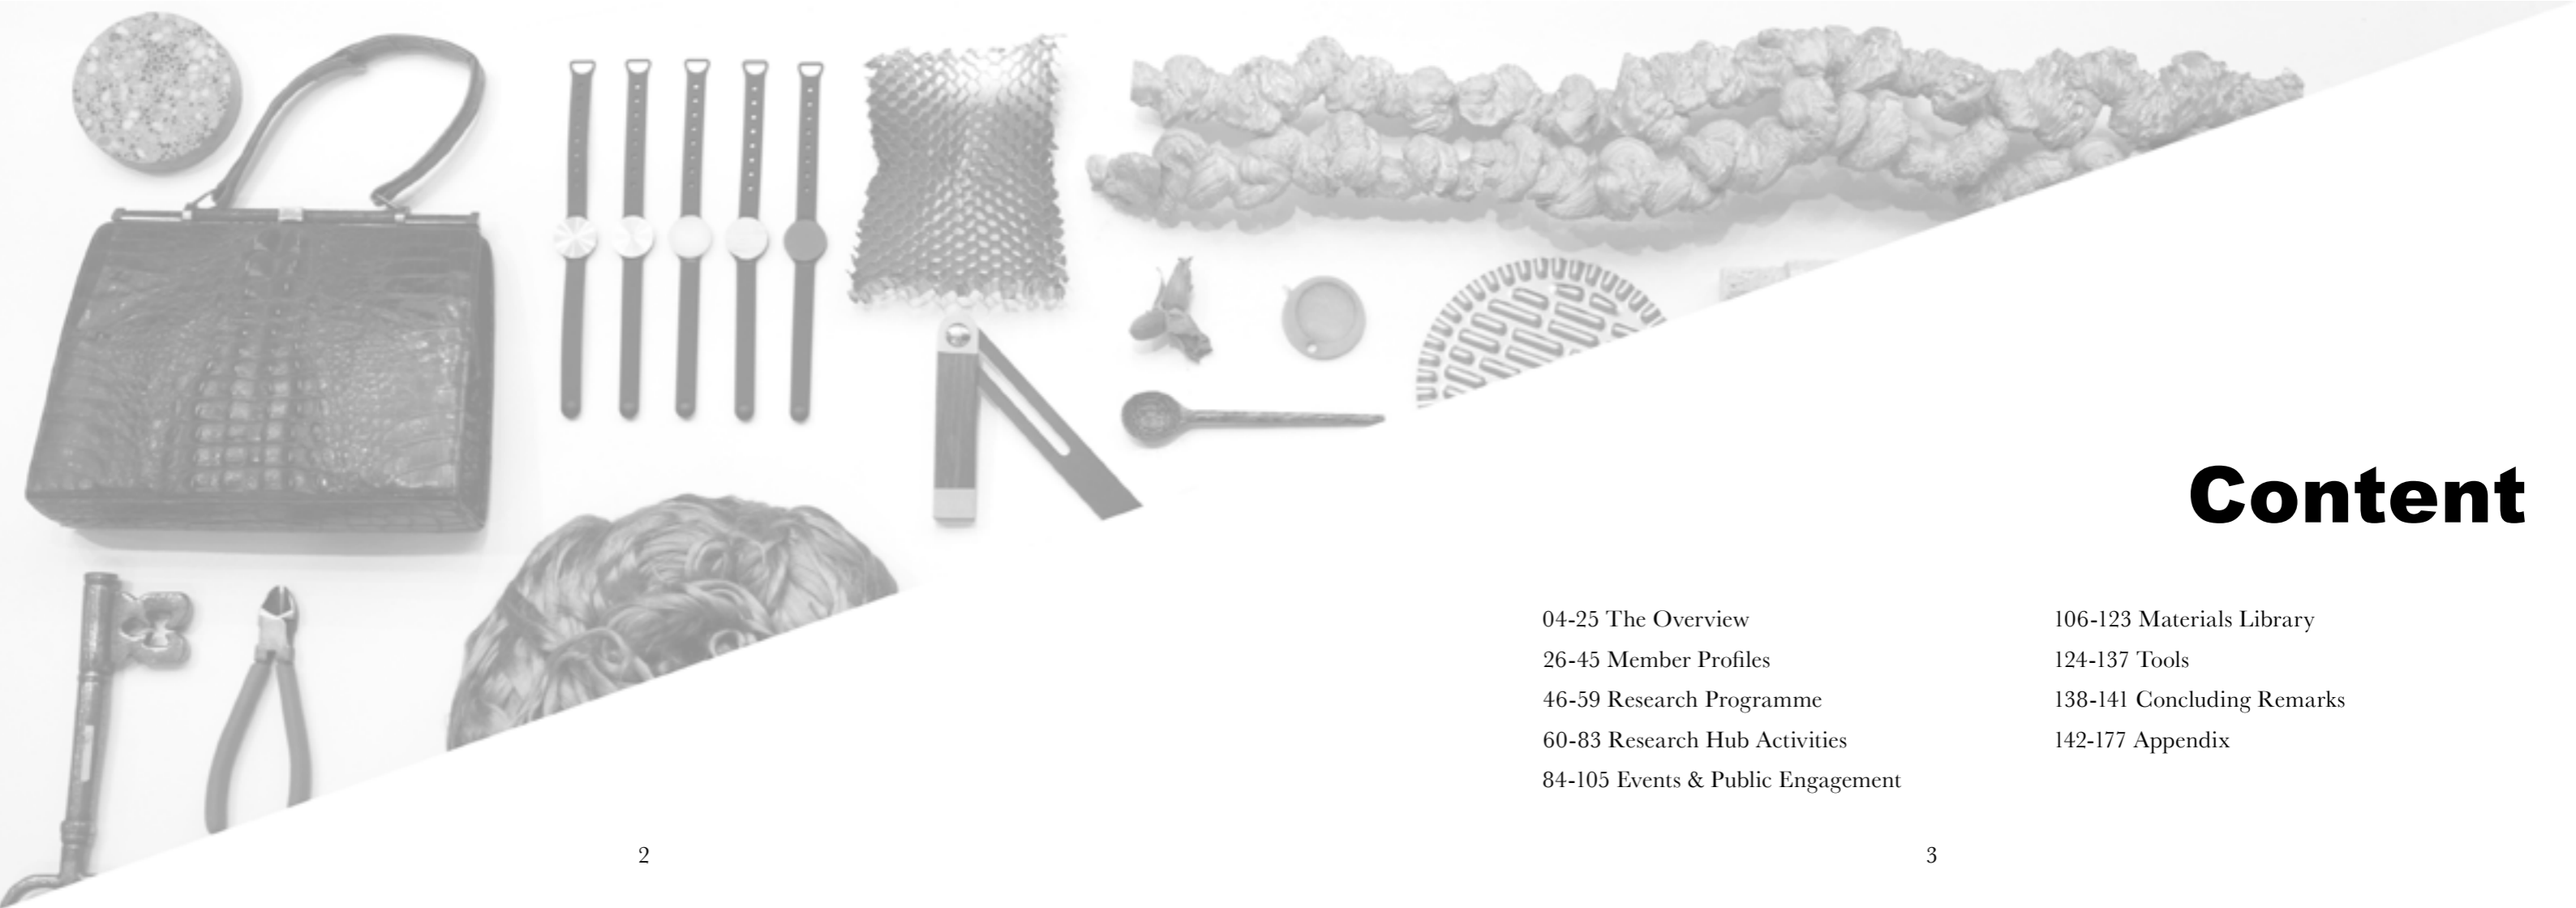 Content
04-25 The Overview
26-45 Member Profiles
46-59 Research Programme
60-83 Research Hub Activities
84-105 Events & Public Engagement
106-123 Materials Library
124-137 Tools
138-141 Concluding Remarks
142-177 Appendix
2
3